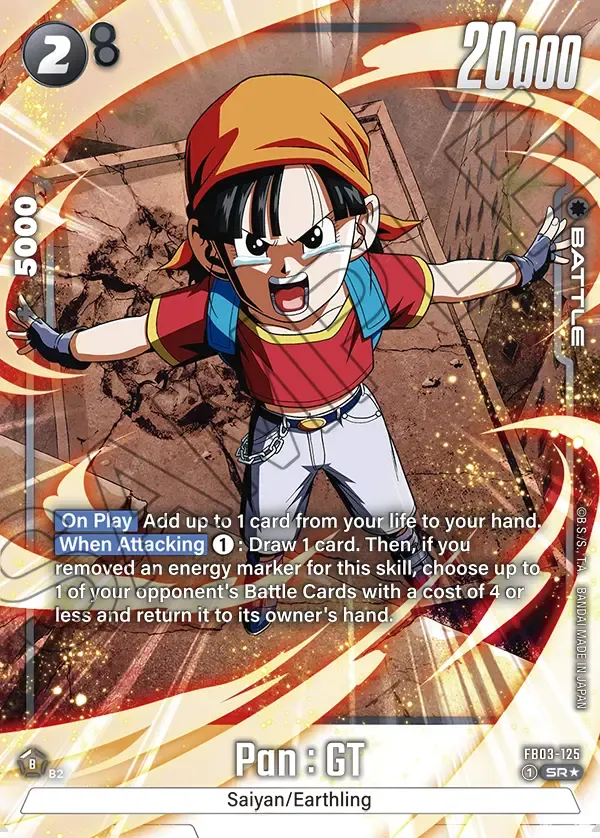 2
8
20000
5000
BATTLE
SAMPLE
On Play Add up to 1 card from your life to your hand.
When Attacking 1 : Draw 1 card. Then, if you
removed an energy marker for this skill, choose up to
1 of your opponent's Battle Cards with a cost of 4 or
less and return it to its owner's hand.
©B.S./S., T.A. BANDAI MADE IN JAPAN
B
B2
Pan : GT
FB03-125
1 SR★
Saiyan/Earthling